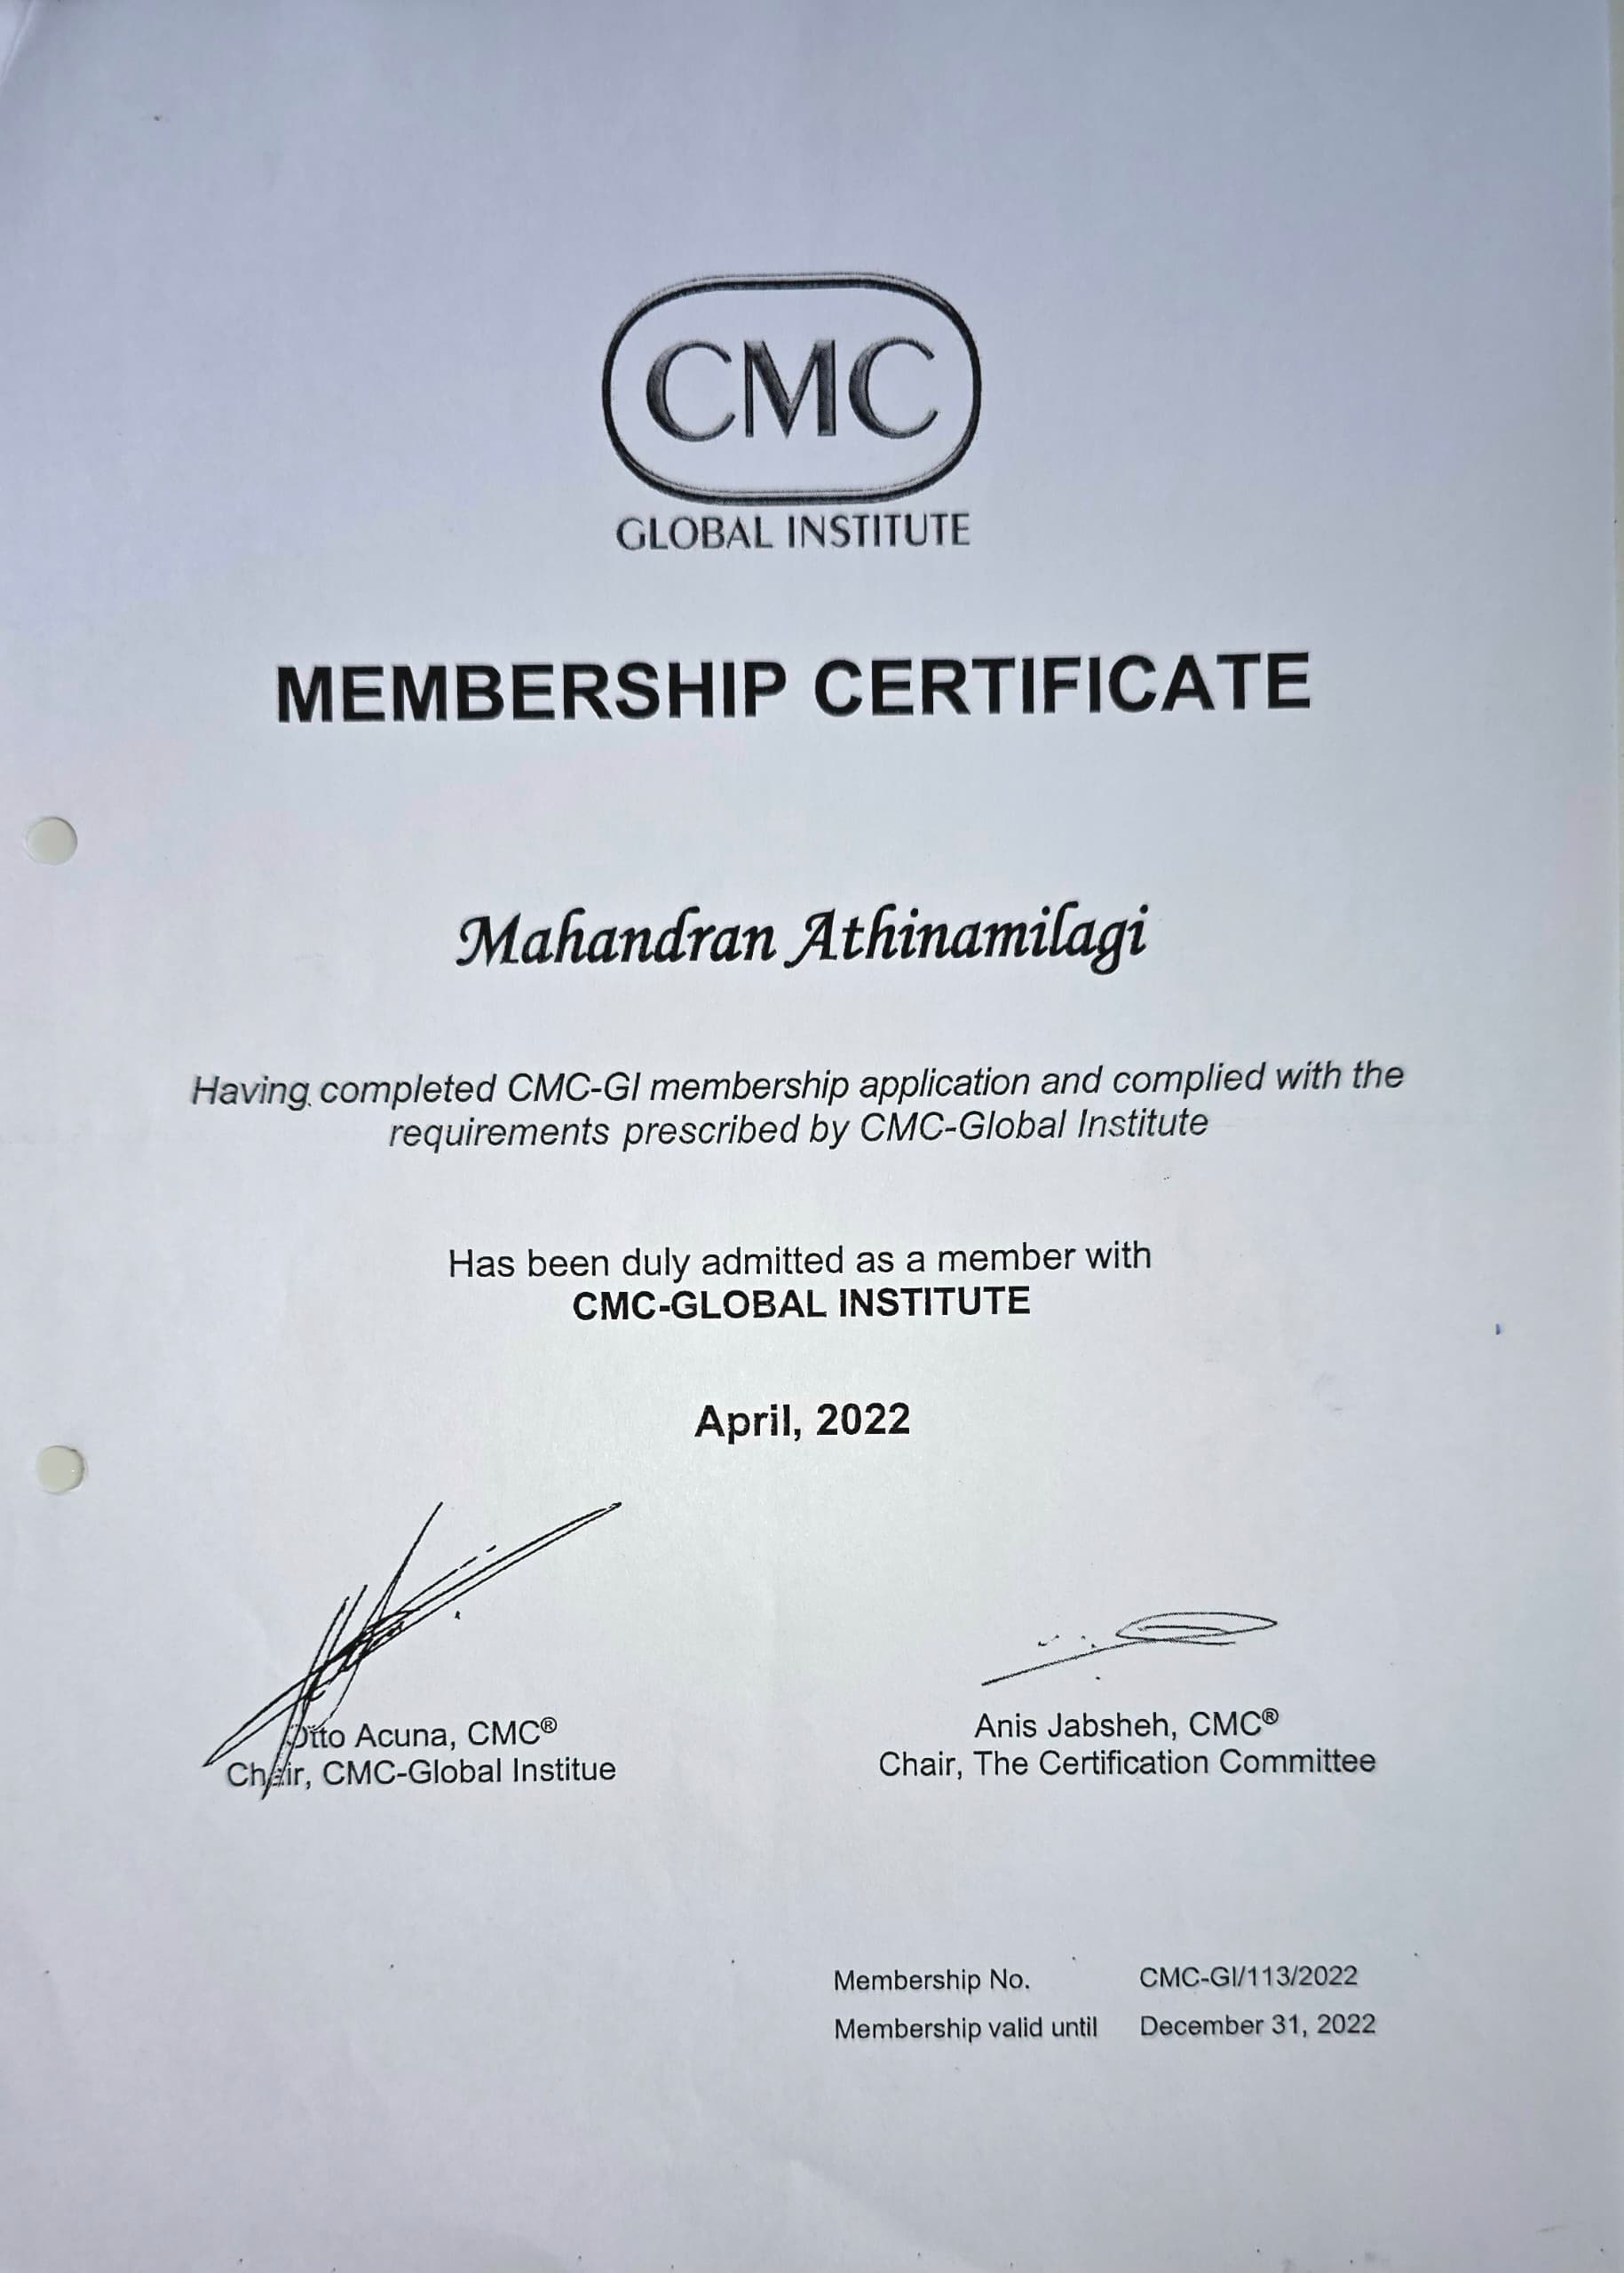 CMC
GLOBAL INSTITUTE
MEMBERSHIP CERTIFICATE
Mahandran Athinamilagi
Having completed CMC-GI membership application and complied with the
requirements prescribed by CMC-Global Institute
Has been duly admitted as a member with
CMC-GLOBAL INSTITUTE
April, 2022
Otto Acuna, CMC®
Chair, CMC-Global Institue
Anis Jabsheh, CMC®
Chair, The Certification Committee
Membership No. CMC-GI/113/2022
Membership valid until December 31, 2022